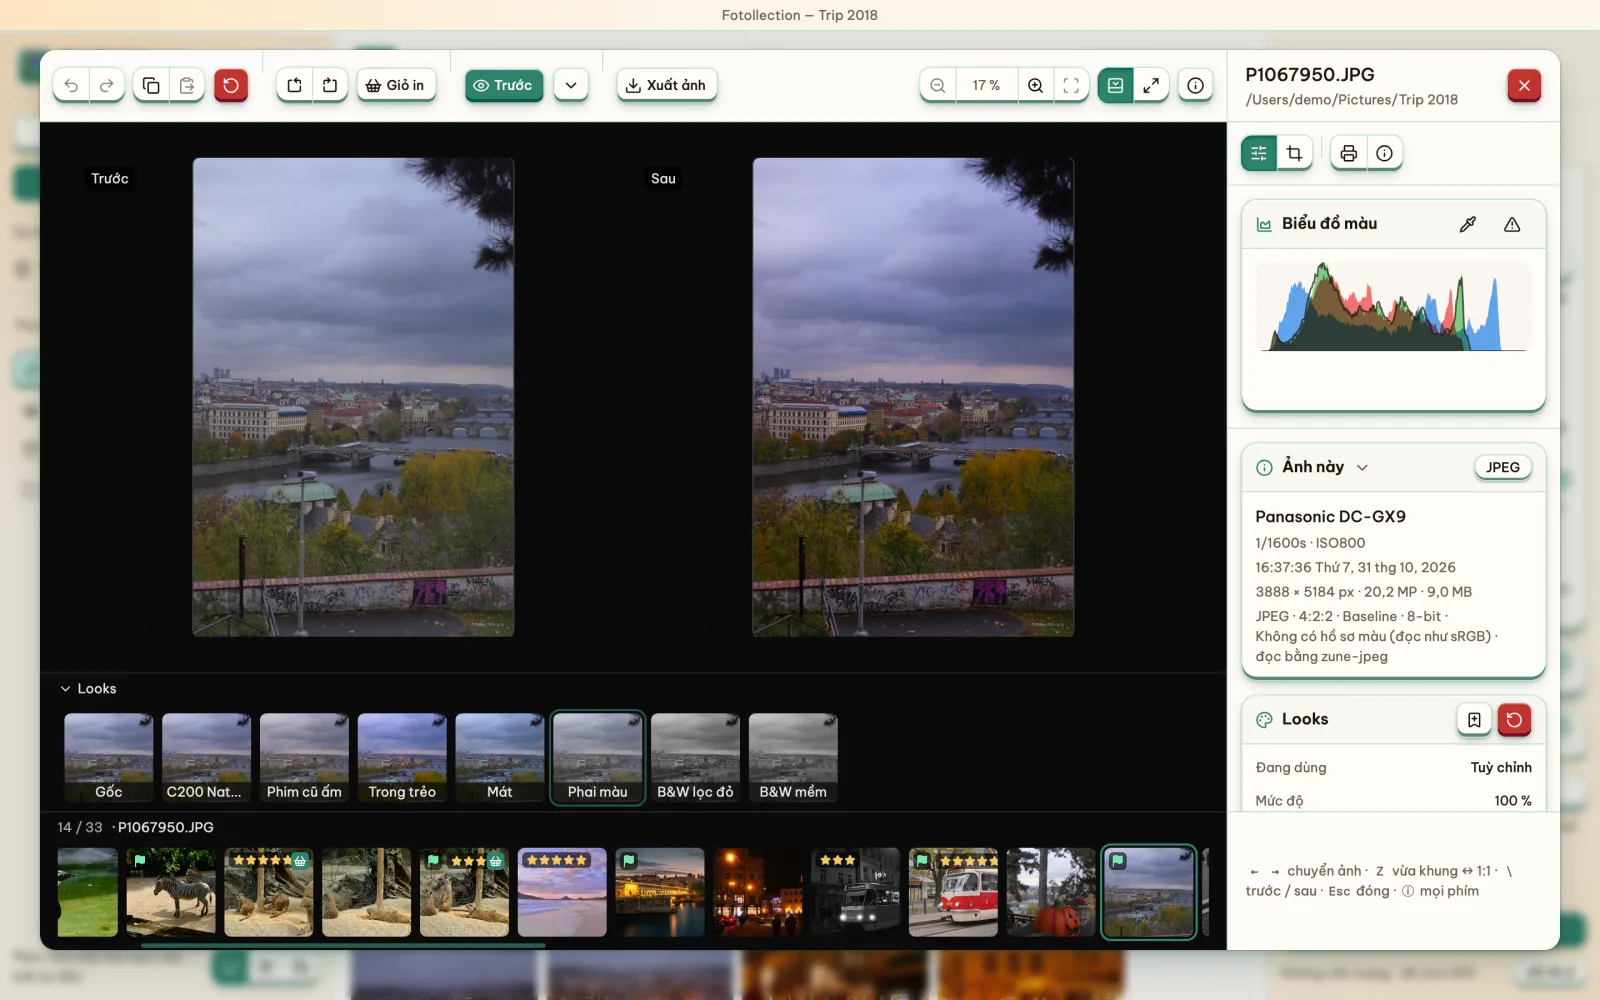 Fotollection — Trip 2018
Giỏ in
Trước
Xuất ảnh
17 %
P1067950.JPG
/Users/demo/Pictures/Trip 2018
Trước
Sau
Biểu đồ màu
Ảnh này
JPEG
Panasonic DC-GX9
1/1600s · ISO800
16:37:36 Thứ 7, 31 thg 10, 2026
3888 × 5184 px · 20,2 MP · 9,0 MB
JPEG · 4:2:2 · Baseline · 8-bit ·
Không có hồ sơ màu (đọc như sRGB) ·
đọc bằng zune-jpeg
Looks
Gốc
C200 Nat...
Phim cũ ấm
Trong trẻo
Mát
Phai màu
B&W lọc đỏ
B&W mềm
Looks
Đang dùng
Tuỳ chỉnh
Mức độ
100 %
14 / 33 · P1067950.JPG
← → chuyển ảnh · Z vừa khung ↔ 1:1 · \
trước / sau · Esc đóng · ⓘ mọi phím